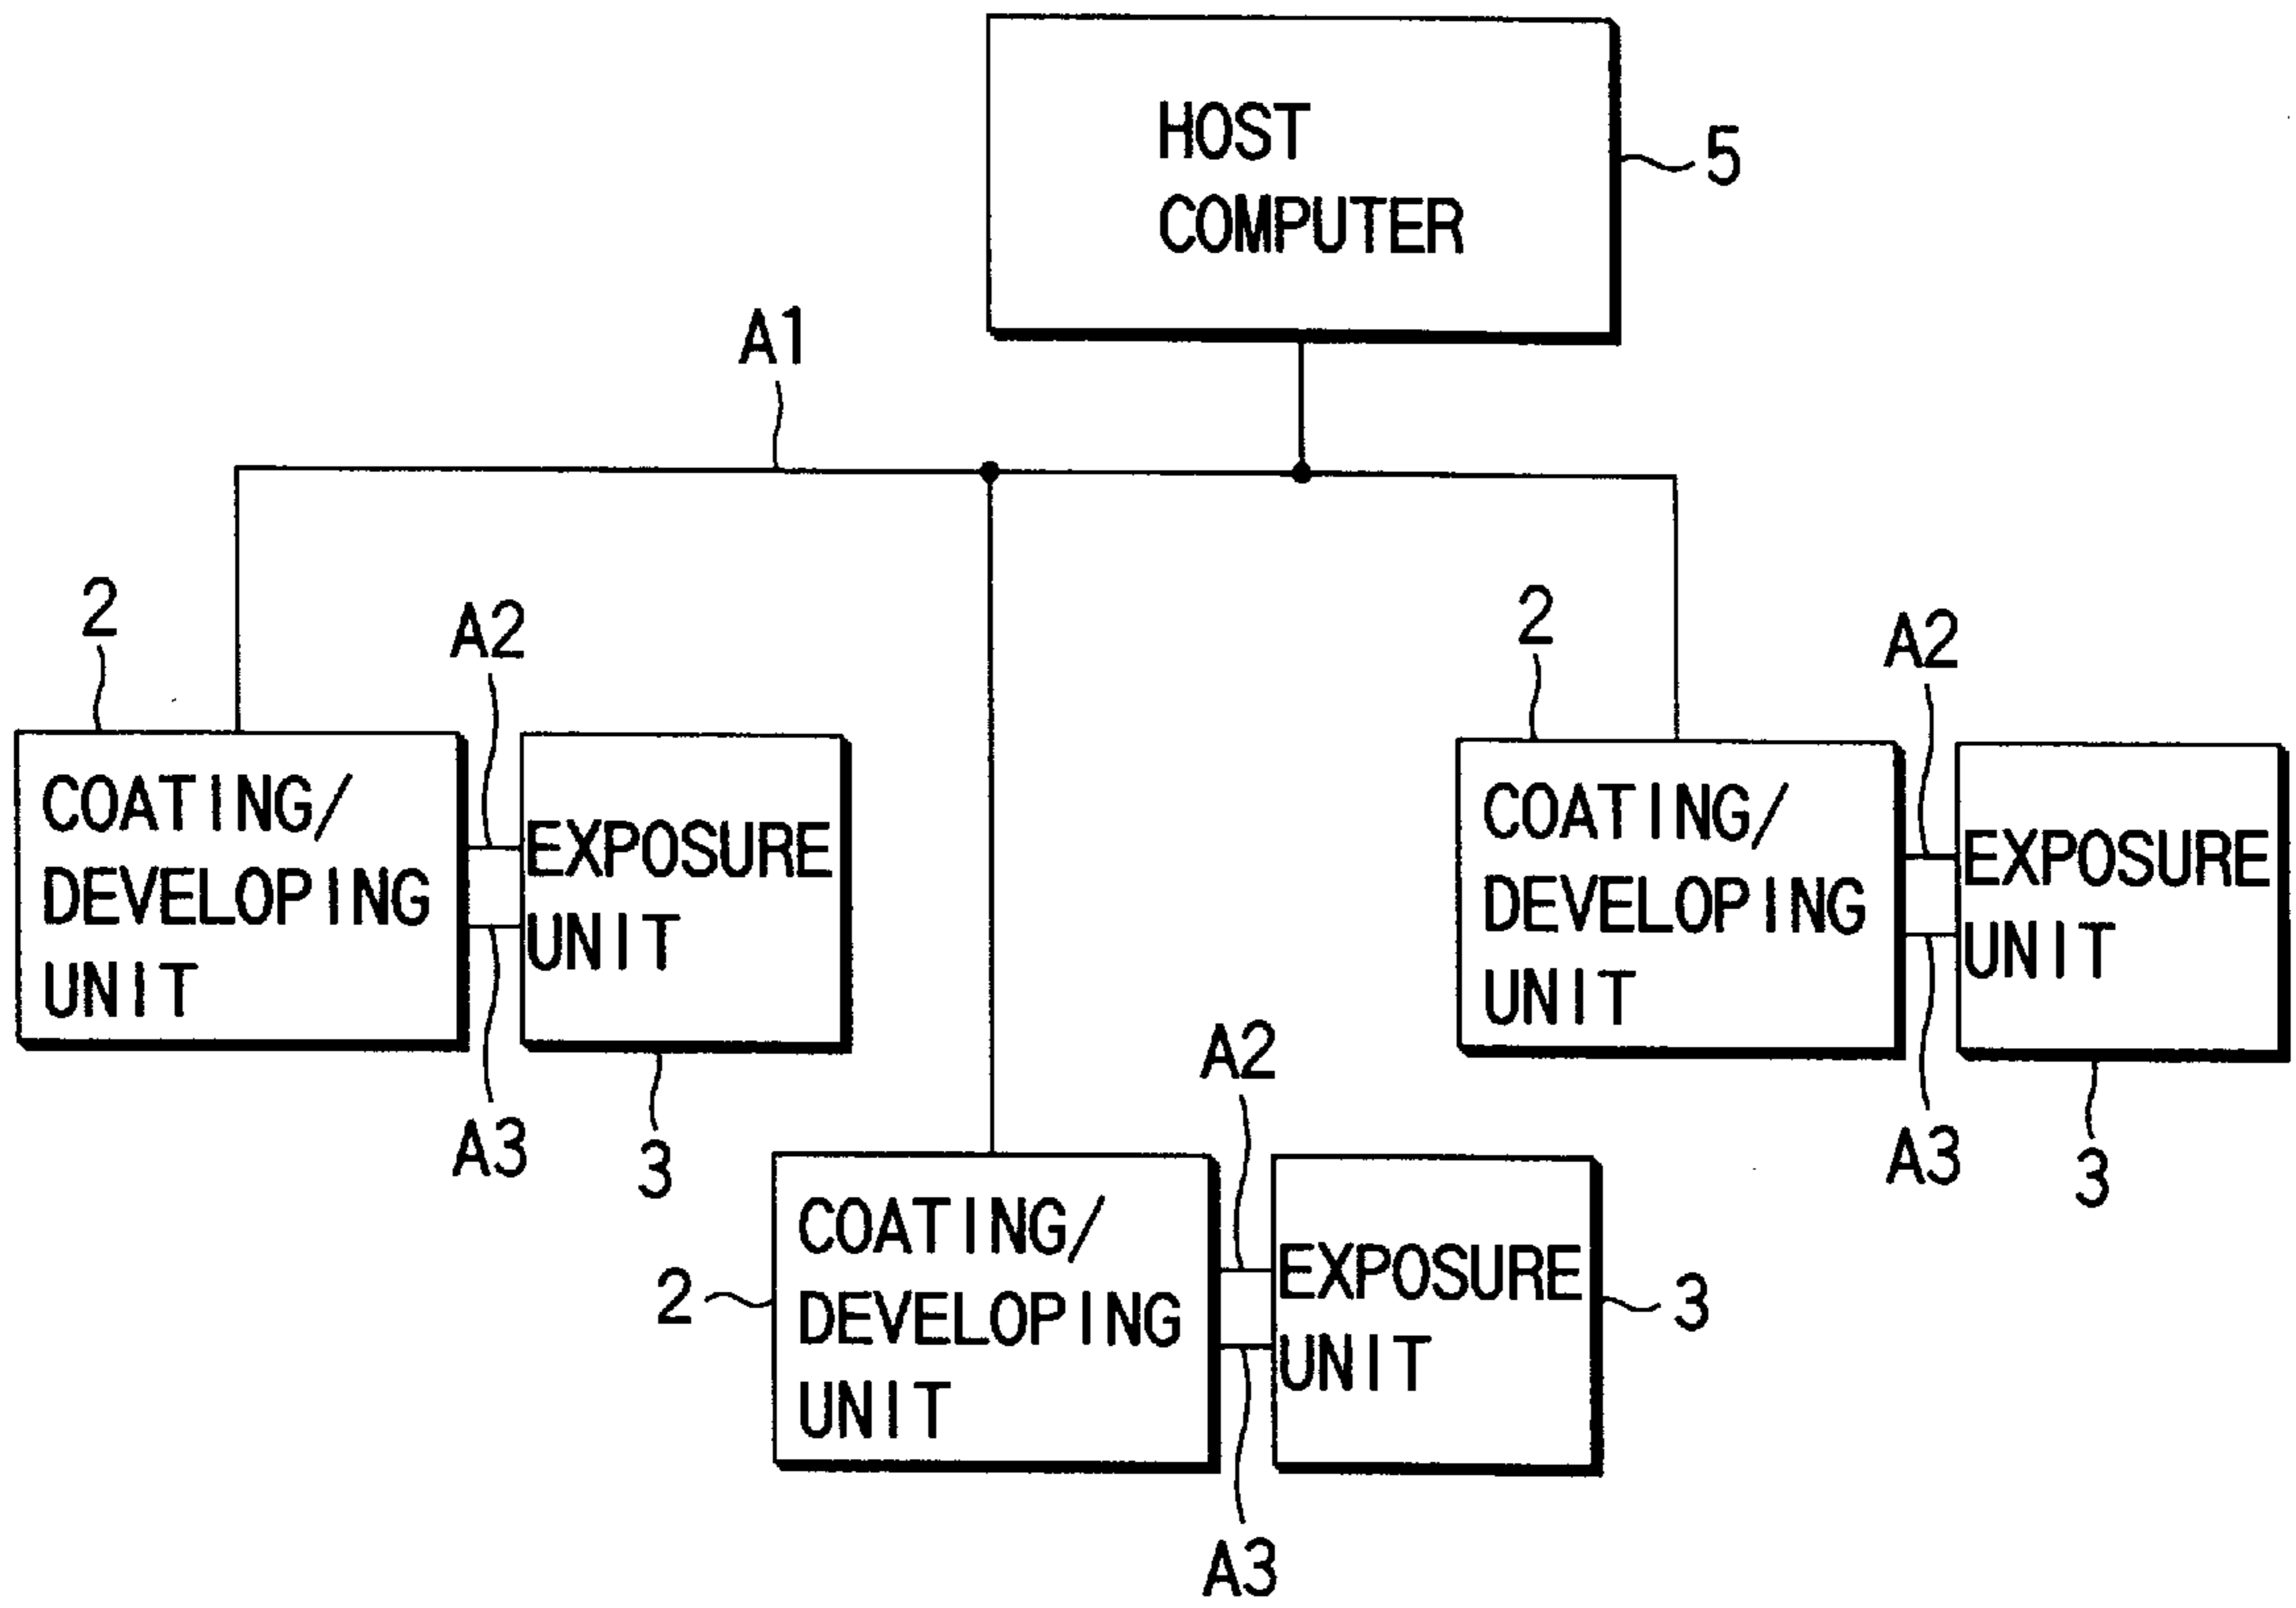 HOST
COMPUTER
5
A1
2
A2
2
A2
COATING/
DEVELOPING
UNIT
EXPOSURE
UNIT
COATING/
DEVELOPING
UNIT
EXPOSURE
UNIT
A3
3
A2
A3
3
2
COATING/
DEVELOPING
UNIT
EXPOSURE
UNIT
3
A3